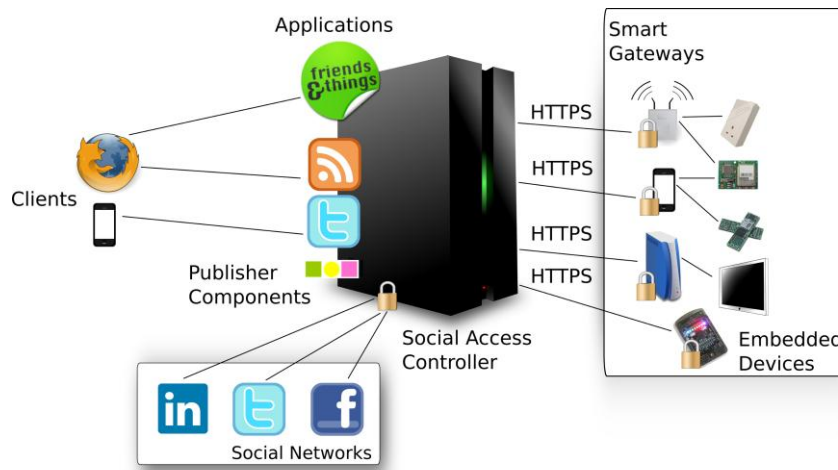 Applications
friends
&things
Smart
Gateways
HTTPS
HTTPS
HTTPS
HTTPS
Clients
Publisher
Components
Social Access
Controller
Embedded
Devices
in
t
f
Social Networks